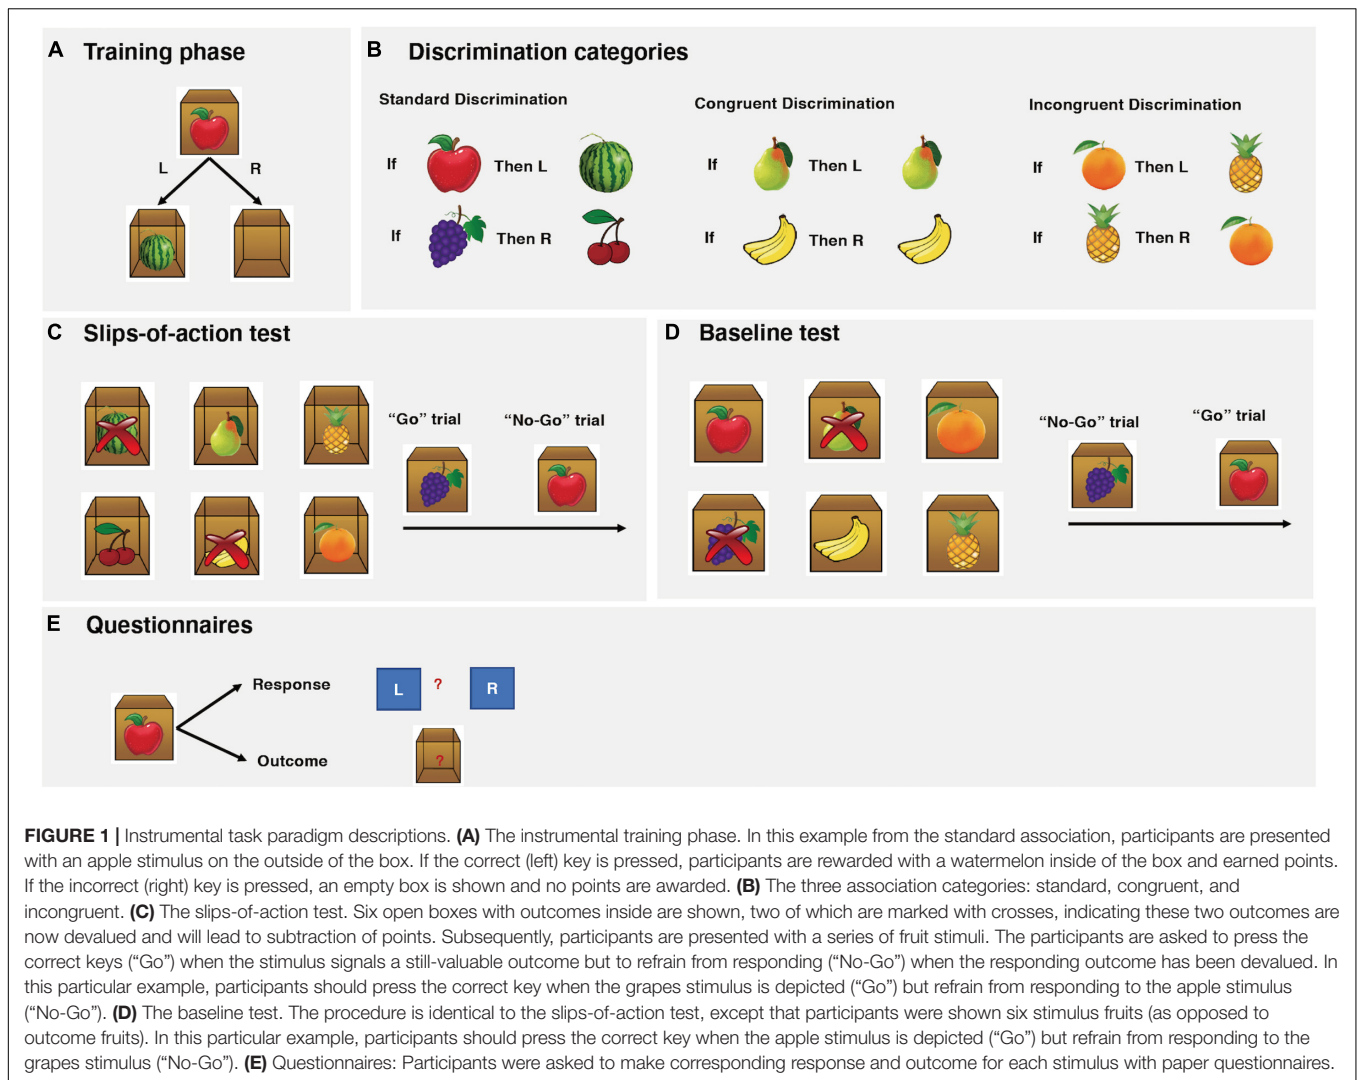 A Training phase
L R
B Discrimination categories
Standard Discrimination
If Then L
If Then R
Congruent Discrimination
If Then L
If Then R
Incongruent Discrimination
If Then L
If Then R
C Slips-of-action test
“Go” trial
“No-Go” trial
D Baseline test
“No-Go” trial
“Go” trial
E Questionnaires
Response
L ? R
Outcome
?
FIGURE 1 | Instrumental task paradigm descriptions. (A) The instrumental training phase. In this example from the standard association, participants are presented
with an apple stimulus on the outside of the box. If the correct (left) key is pressed, participants are rewarded with a watermelon inside of the box and earned points.
If the incorrect (right) key is pressed, an empty box is shown and no points are awarded. (B) The three association categories: standard, congruent, and
incongruent. (C) The slips-of-action test. Six open boxes with outcomes inside are shown, two of which are marked with crosses, indicating these two outcomes are
now devalued and will lead to subtraction of points. Subsequently, participants are presented with a series of fruit stimuli. The participants are asked to press the
correct keys (“Go”) when the stimulus signals a still-valuable outcome but to refrain from responding (“No-Go”) when the responding outcome has been devalued. In
this particular example, participants should press the correct key when the grapes stimulus is depicted (“Go”) but refrain from responding to the apple stimulus
(“No-Go”). (D) The baseline test. The procedure is identical to the slips-of-action test, except that participants were shown six stimulus fruits (as opposed to
outcome fruits). In this particular example, participants should press the correct key when the apple stimulus is depicted (“Go”) but refrain from responding to the
grapes stimulus (“No-Go”). (E) Questionnaires: Participants were asked to make corresponding response and outcome for each stimulus with paper questionnaires.